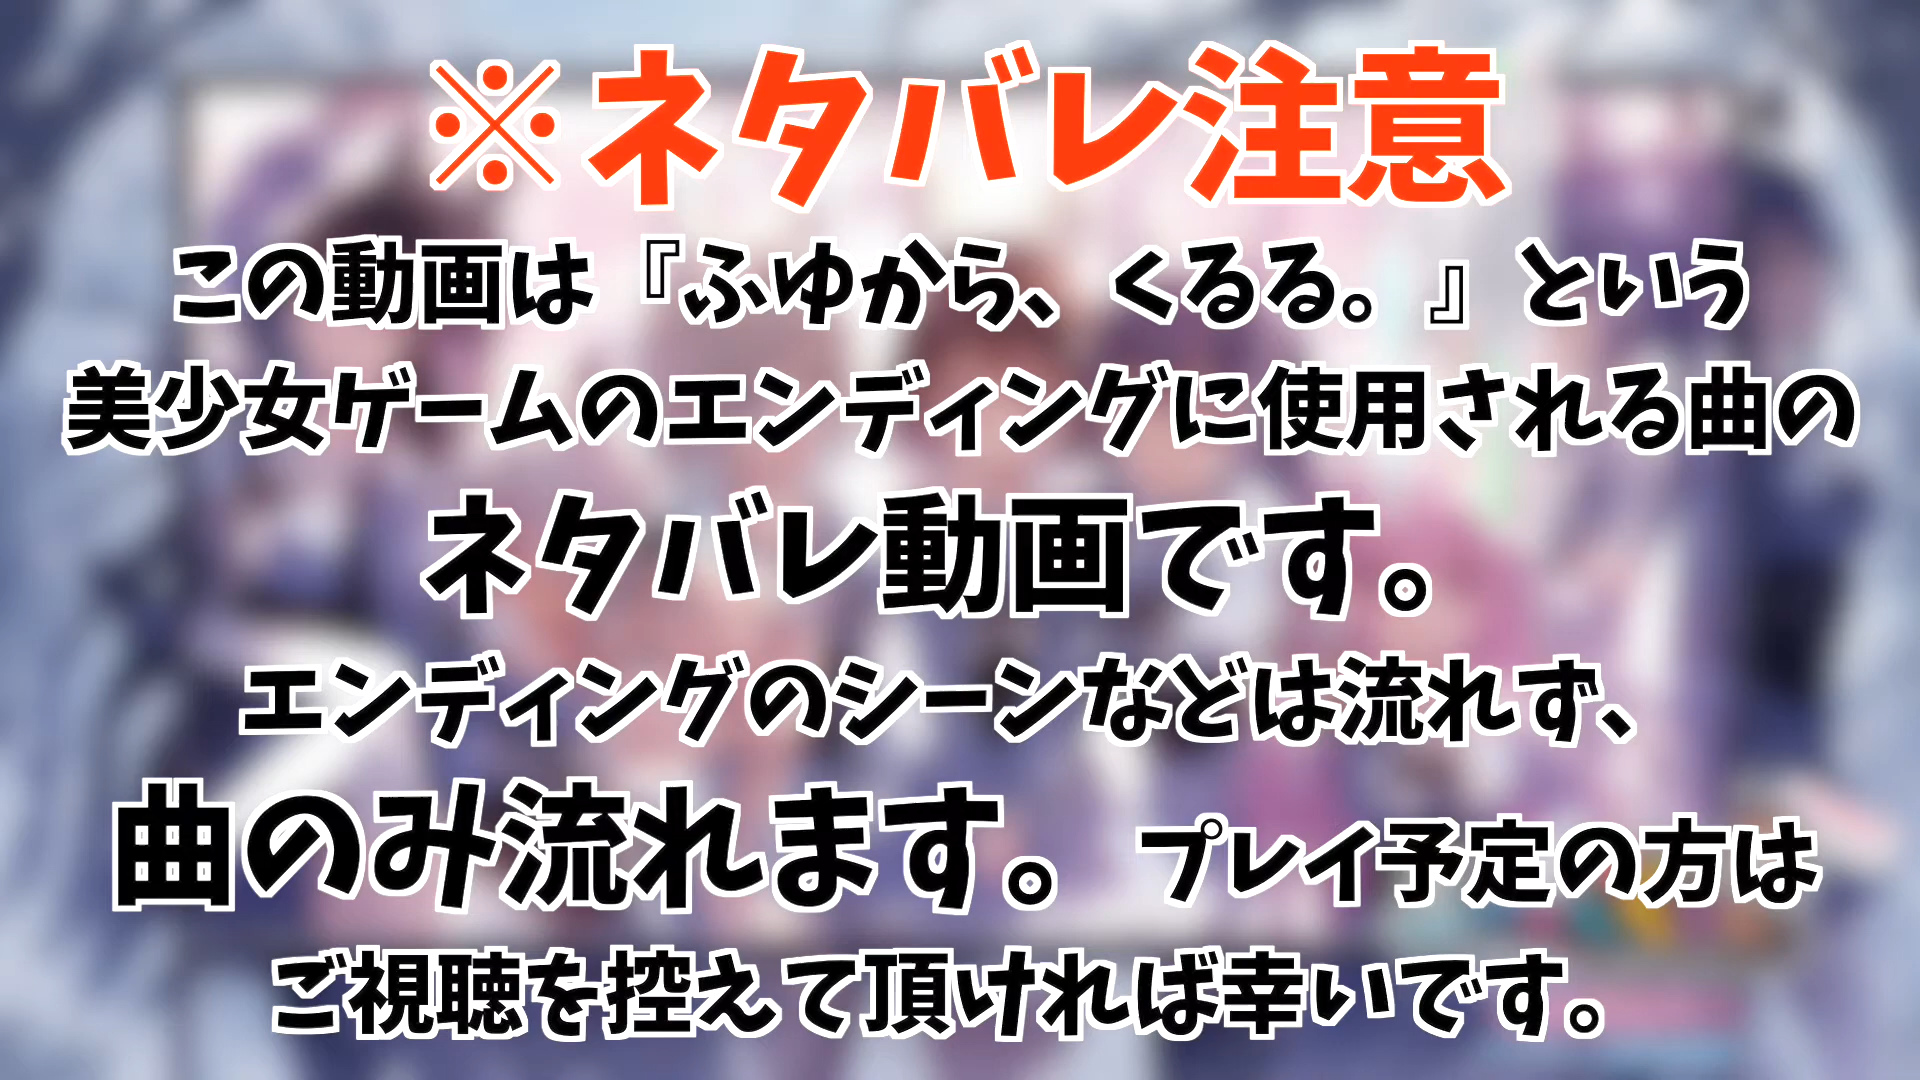 ※ネタバレ注意
この動画は『ふゆから、くるる。』という
美少女ゲームのエンディングに使用される曲の
ネタバレ動画です。
エンディングのシーンなどは流れず、
曲のみ流れます。プレイ予定の方は
ご視聴を控えて頂ければ幸いです。